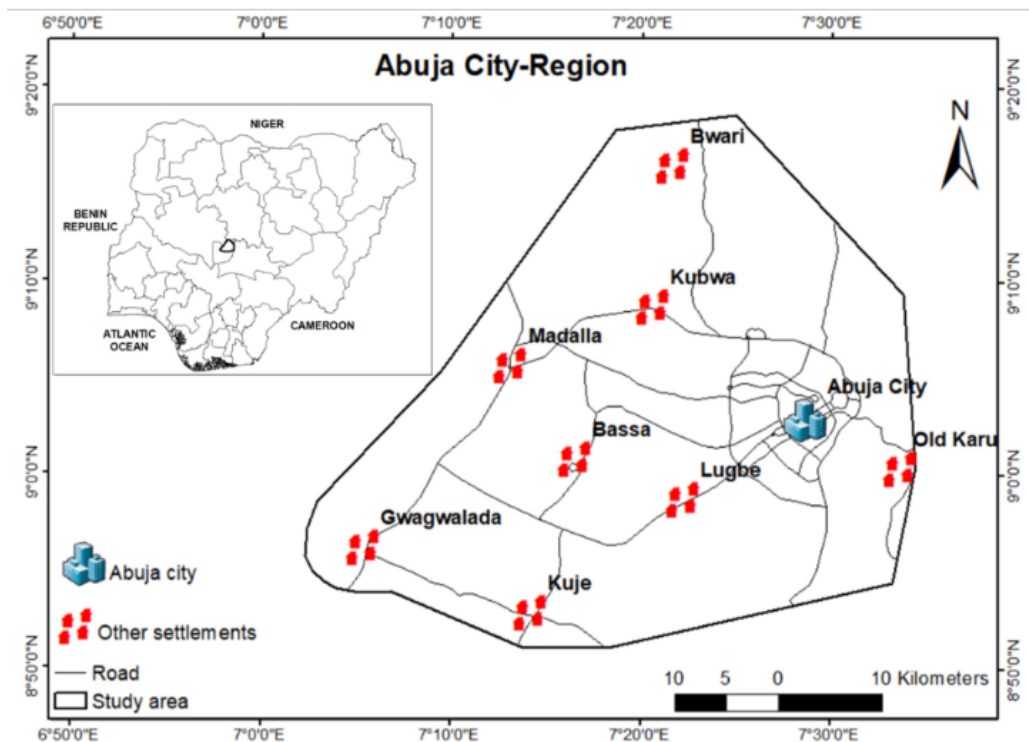 6°50'0"E 7°0'0"E 7°10'0"E 7°20'0"E 7°30'0"E
Abuja City-Region
9°20'0"N
9°20'0"N
N
NIGER
BENIN
REPUBLIC
ATLANTIC
OCEAN
CAMEROON
Bwari
9°10'0"N
9°10'0"N
Kubwa
Madalla
Abuja City
Bassa
Old Karu
Lugbe
9°0'0"N
9°0'0"N
Gwagwalada
Kuje
Abuja city
Other settlements
Road
Study area
10 5 0 10 Kilometers
8°50'0"N
8°50'0"N
6°50'0"E 7°0'0"E 7°10'0"E 7°20'0"E 7°30'0"E